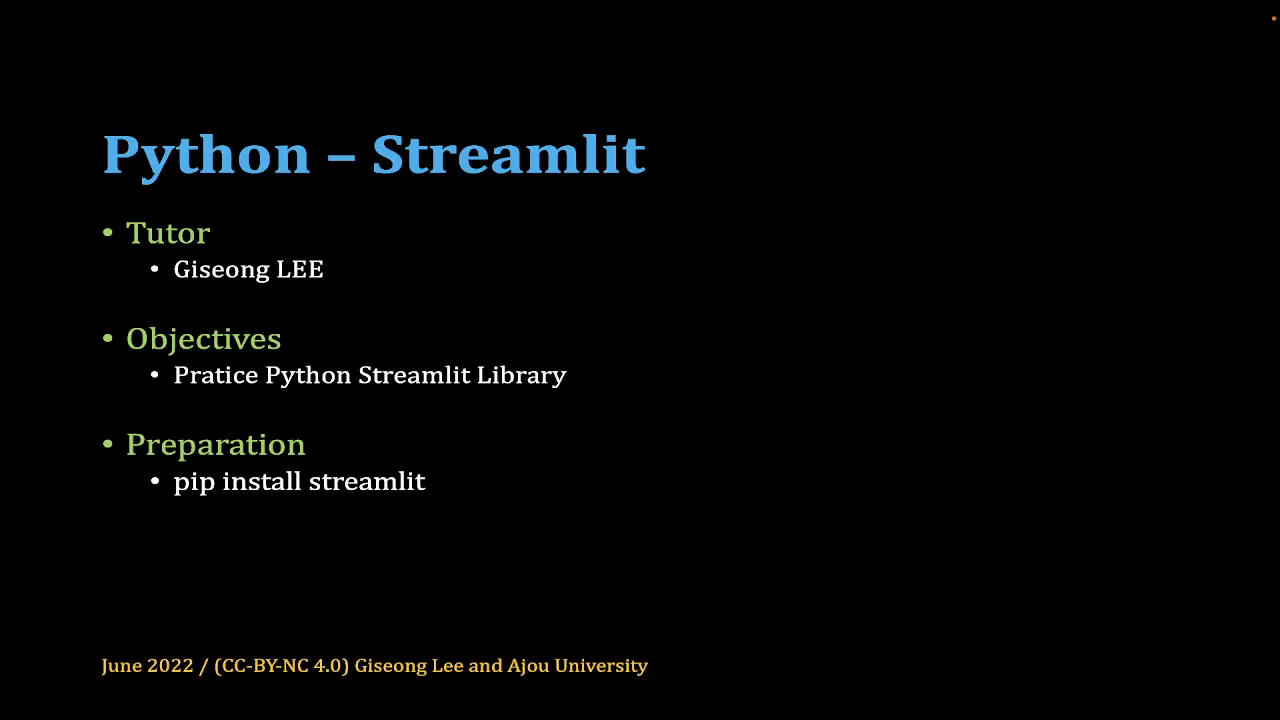 Python – Streamlit
• Tutor
• Giseong LEE
• Objectives
• Pratice Python Streamlit Library
• Preparation
• pip install streamlit
June 2022 / (CC-BY-NC 4.0) Giseong Lee and Ajou University